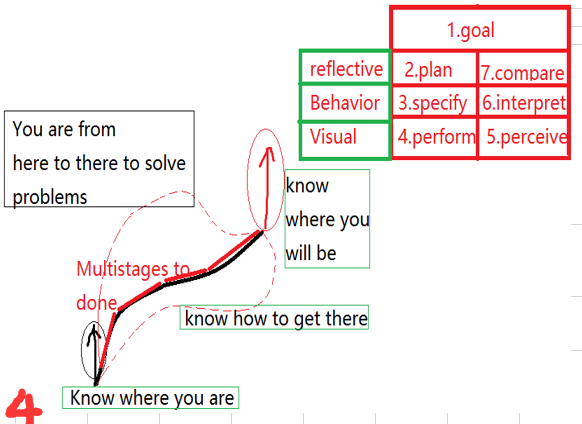 1.goal
reflective 2.plan 7.compare
Behavior 3.specify 6.interpret
Visual 4.perform 5.perceive
You are from
here to there to solve
problems
know
where you
will be
Multistages to
done
know how to get there
Know where you are
4